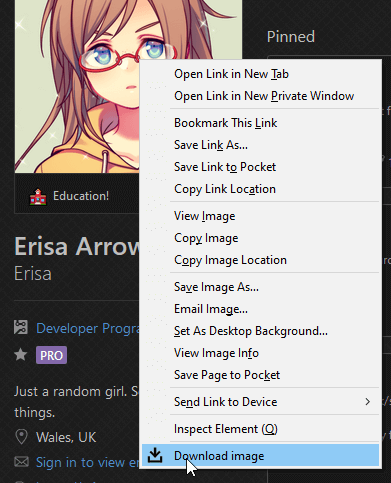 Pinned
Open Link in New Tab
Open Link in New Private Window
Bookmark This Link
Save Link As...
Save Link to Pocket
Copy Link Location
View Image
Copy Image
Copy Image Location
Save Image As...
Email Image...
Set As Desktop Background...
View Image Info
Save Page to Pocket
Send Link to Device
Inspect Element (Q)
Download image
Education!
Erisa Arrow
Erisa
Developer Progra
PRO
Just a random girl. S
things.
Wales, UK
Sign in to view em